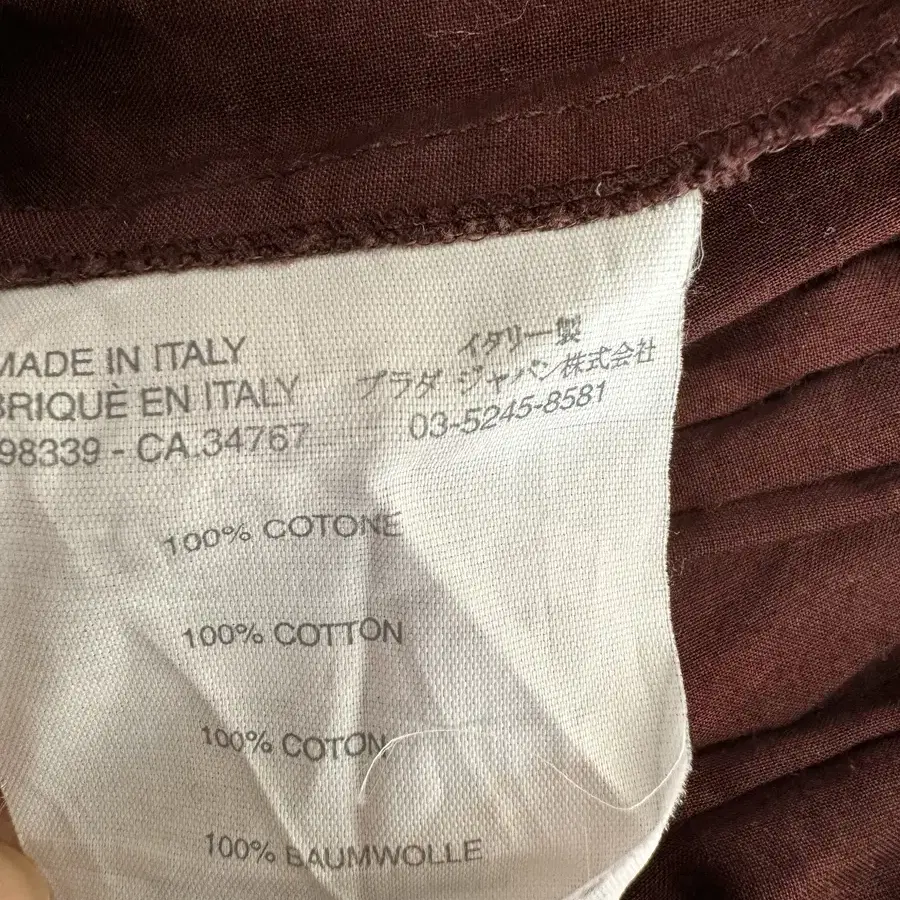 MADE IN ITALY
BRIQUÈ EN ITALY
98339 - CA.34767
イタリー製
プラダ ジャパン株式会社
03-5245-8581
100% COTONE
100% COTTON
100% COTON
100% BAUMWOLLE